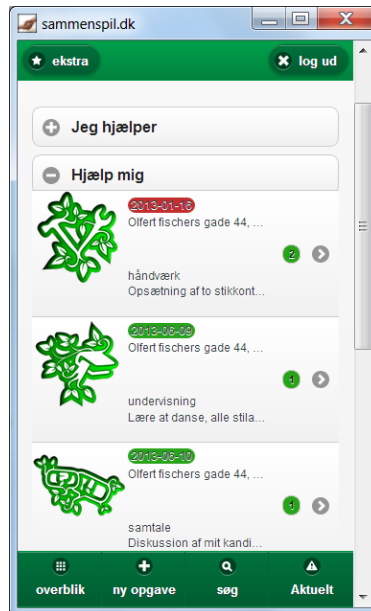 sammenspil.dk
ekstra
log ud
Jeg hjælper
Hjælp mig
2013-01-16
Olfert fischers gade 44, ...
2
håndværk
Opsætning af to stikkont...
2013-06-09
Olfert fischers gade 44, ...
1
undervisning
Lære at danse, alle stila...
2013-06-10
Olfert fischers gade 44, ...
1
samtale
Diskussion af mit kandi...
overblik
ny opgave
søg
Aktuelt